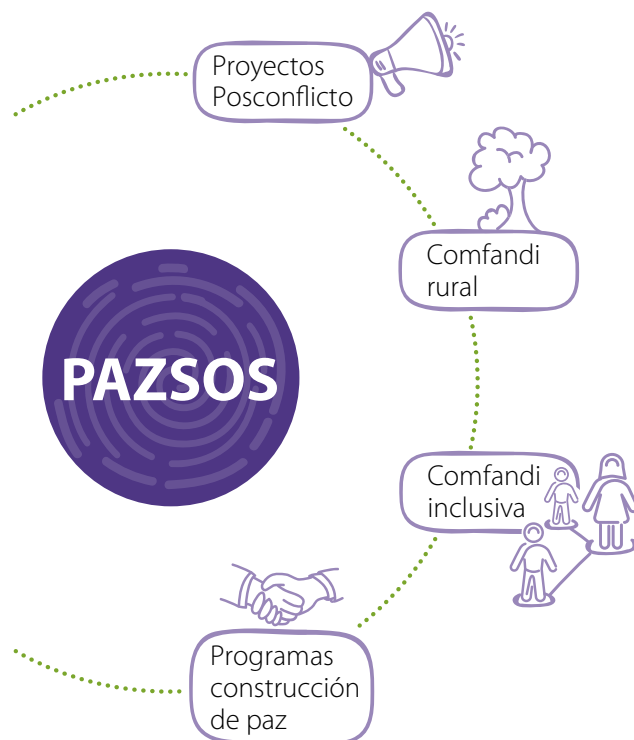 Proyectos
Posconflicto
Comfandi
rural
PAZSOS
Comfandi
inclusiva
Programas
construcción
de paz